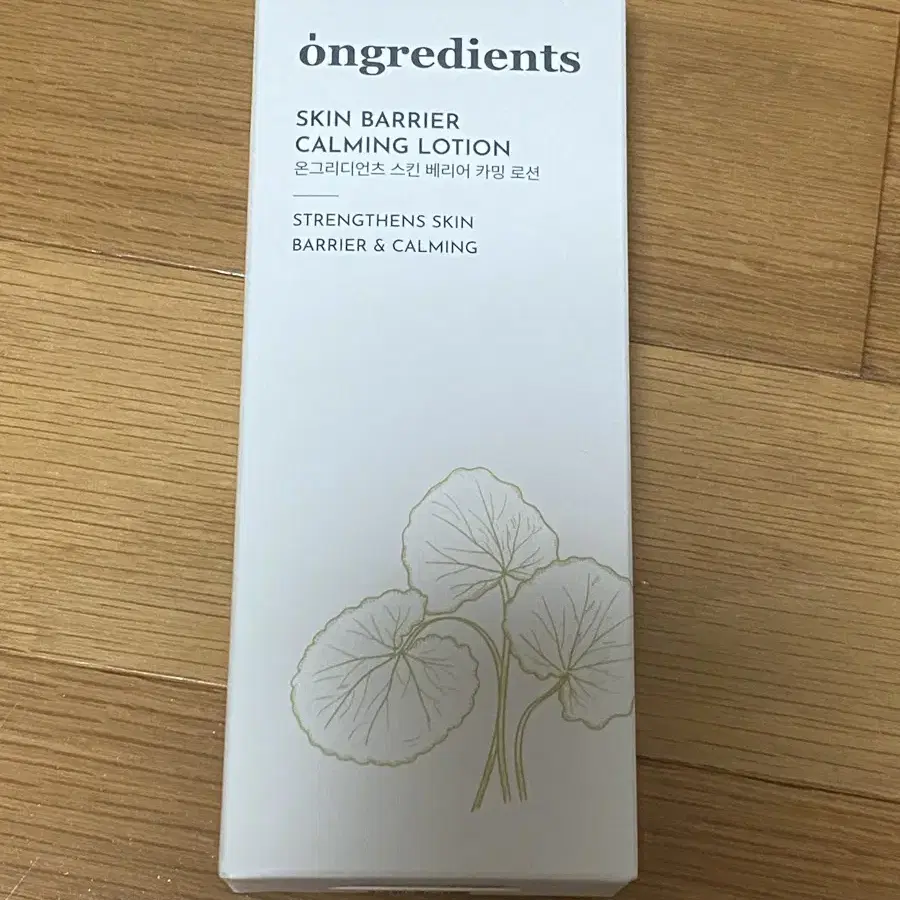 ongredients
SKIN BARRIER
CALMING LOTION
온그리디언츠 스킨 베리어 카밍 로션
STRENGTHENS SKIN
BARRIER & CALMING